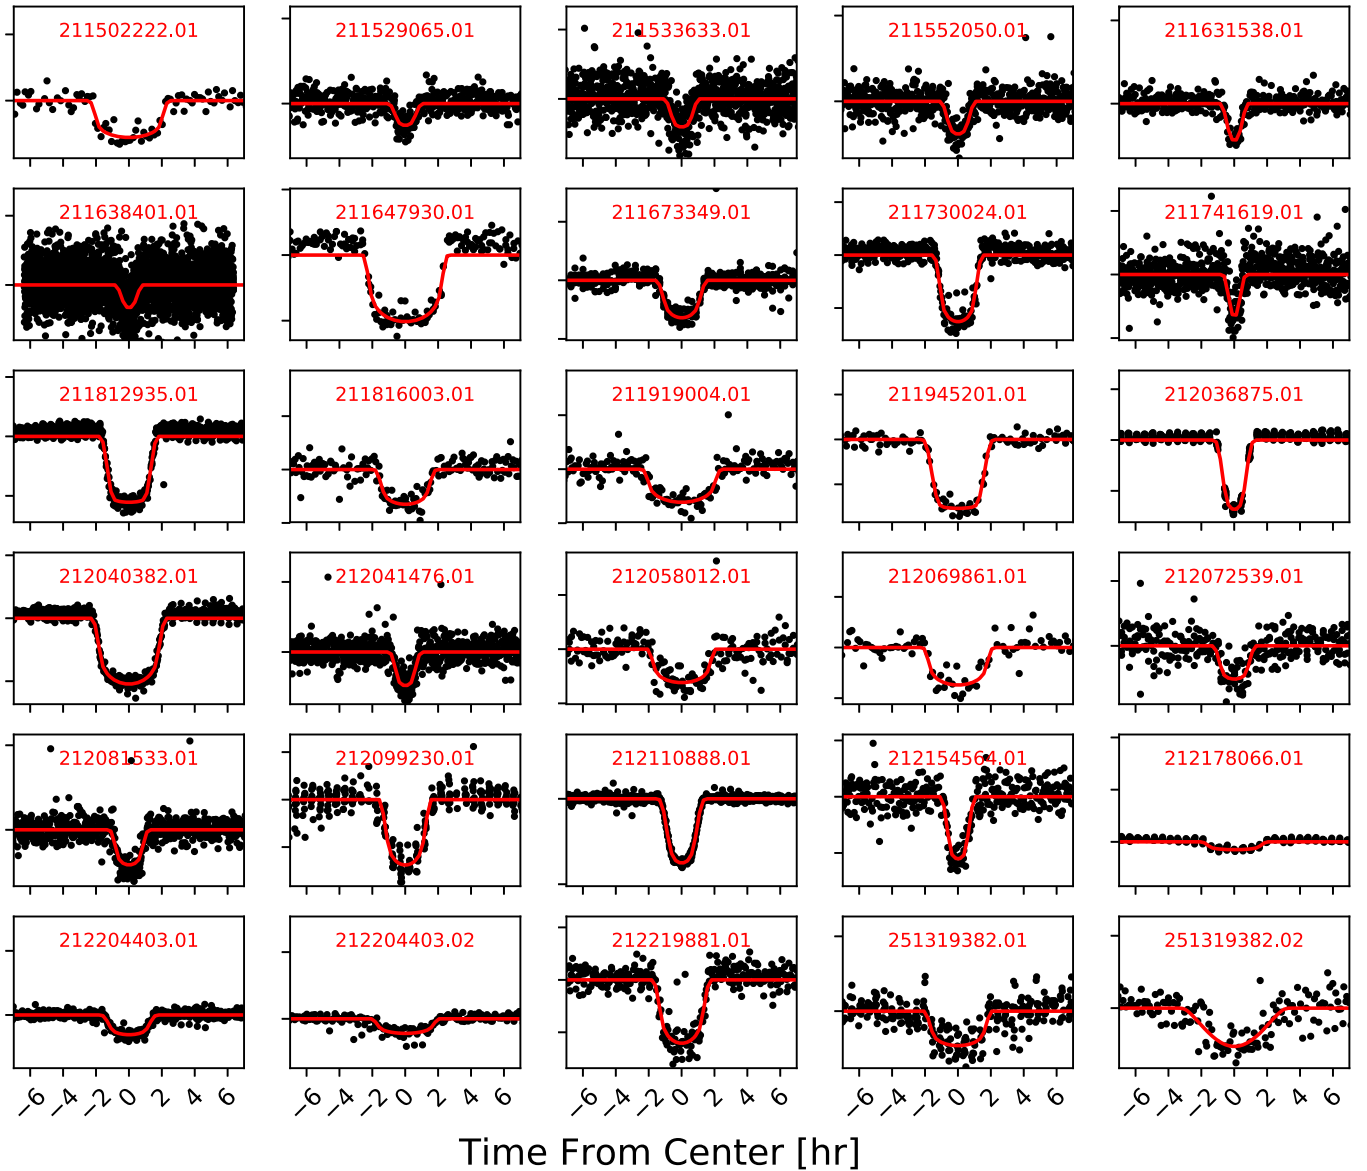 211502222.01 211529065.01 211533633.01 211552050.01 211631538.01
211638401.01 211647930.01 211673349.01 211730024.01 211741619.01
211812935.01 211816003.01 211919004.01 211945201.01 212036875.01
212040382.01 212041476.01 212058012.01 212069861.01 212072539.01
212081533.01 212099230.01 212110888.01 212154564.01 212178066.01
212204403.01 212204403.02 212219881.01 251319382.01 251319382.02
−6 −4 −2 0 2 4 6 −6 −4 −2 0 2 4 6 −6 −4 −2 0 2 4 6 −6 −4 −2 0 2 4 6 −6 −4 −2 0 2 4 6
Time From Center [hr]